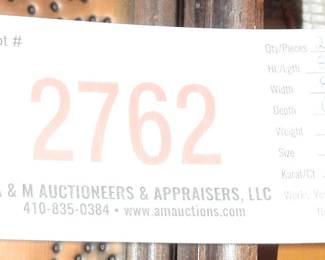 ot #
2762
& M AUCTIONEERS & APPRAISERS, LLC
410-835-0384 • www.amauctions.com
Qty/Pieces
Ht./Lgth
Width
Depth
Weight
Size
Karat/Ct
Works: